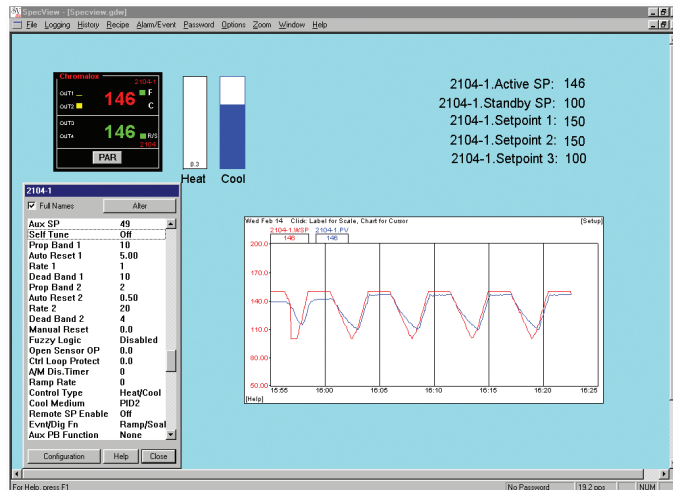 SpecView - [Specview.gdw]
File Logging History Recipe Alarm/Event Password Options Zoom Window Help
Chromalox
2104-1
OUT1 146 F
OUT2 C
OUT3
OUT4 146 R/S
2104
PAR
0.3
Heat Cool
2104-1.Active SP: 146
2104-1.Standby SP: 100
2104-1.Setpoint 1: 150
2104-1.Setpoint 2: 150
2104-1.Setpoint 3: 100
2104-1
Full Names Alter
Aux SP 49
Self Tune Off
Prop Band 1 10
Auto Reset 1 5.00
Rate 1 1
Dead Band 1 10
Prop Band 2 2
Auto Reset 2 0.50
Rate 2 20
Dead Band 2 4
Manual Reset 0.0
Fuzzy Logic Disabled
Open Sensor OP 0.0
Ctrl Loop Protect 0.0
A/M Dis.Timer 0
Ramp Rate 0
Control Type Heat/Cool
Cool Medium PID2
Remote SP Enable Off
Evnt/Dig Fn Ramp/Soal
Aux PB Function None
Configuration Help Close
Wed Feb 14 Click: Label for Scale, Chart for Cursor [Setup]
2104-1.WSP 2104-1.PV
146 146
200.0
170.0
140.0
110.0
80.00
50.00
15:55 16:00 16:05 16:10 16:15 16:20 16:25
[Help]
For Help, press F1 No Password 19.2 pps NUM